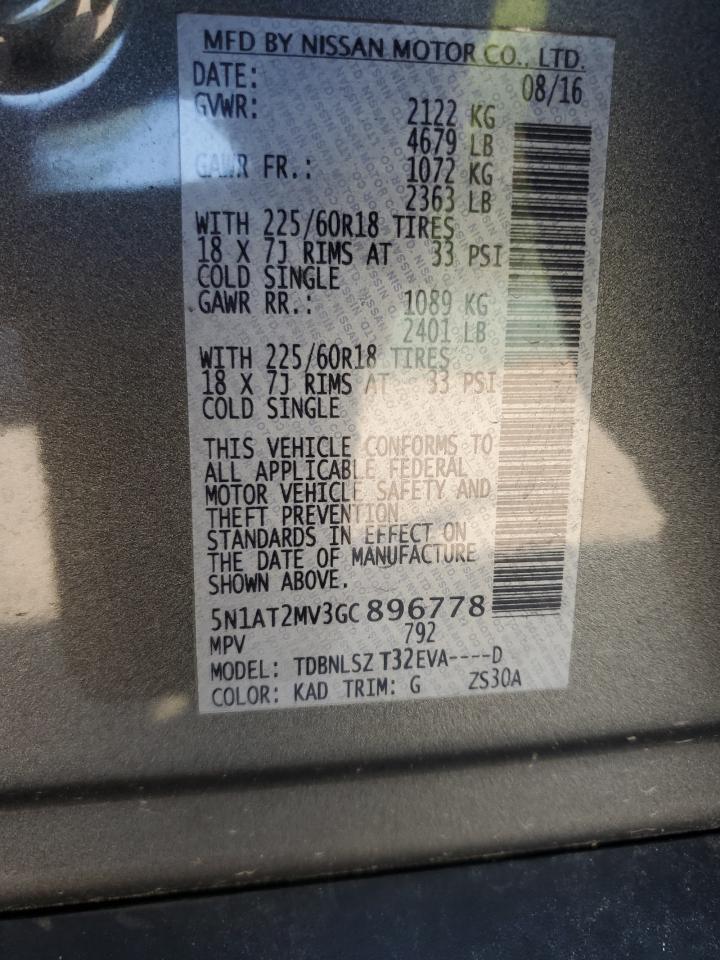 MFD BY NISSAN MOTOR CO., LTD.
DATE: 08/16
GVWR: 2122 KG
4679 LB
GAWR FR.: 1072 KG
2363 LB
WITH 225/60R18 TIRES
18 X 7J RIMS AT 33 PSI
COLD SINGLE
GAWR RR.: 1089 KG
2401 LB
WITH 225/60R18 TIRES
18 X 7J RIMS AT 33 PSI
COLD SINGLE
THIS VEHICLE CONFORMS TO
ALL APPLICABLE FEDERAL
MOTOR VEHICLE SAFETY AND
THEFT PREVENTION
STANDARDS IN EFFECT ON
THE DATE OF MANUFACTURE
SHOWN ABOVE.
5N1AT2MV3GC896778
MPV 792
MODEL: TDBNLSZ T32EVA----D
COLOR: KAD TRIM: G ZS30A